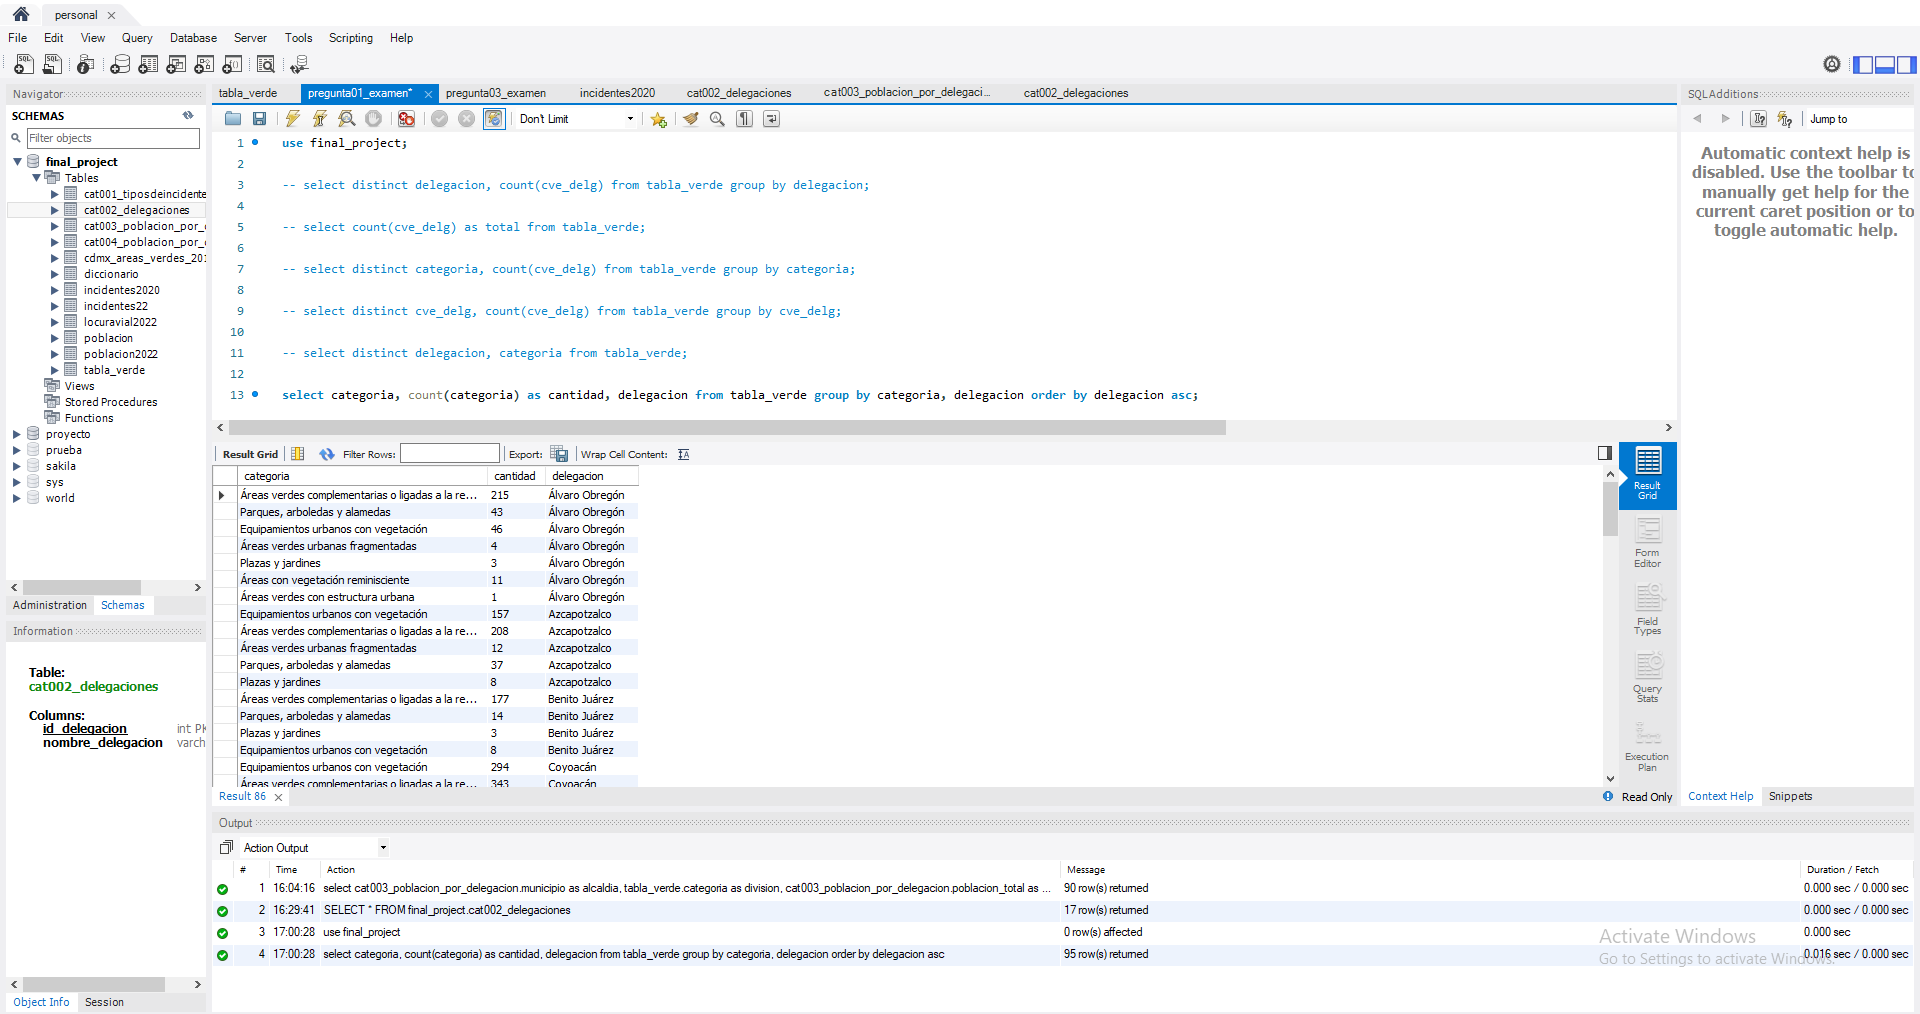 personal
File Edit View Query Database Server Tools Scripting Help
Navigator
SCHEMAS
Filter objects
final_project
Tables
cat001_tiposdeincidente
cat002_delegaciones
cat003_poblacion_por_
cat004_poblacion_por_
cdmx_areas_verdes_20
diccionario
incidentes2020
incidentes22
locuravial2022
poblacion
poblacion2022
tabla_verde
Views
Stored Procedures
Functions
proyecto
prueba
sakila
sys
world
Administration Schemas
Information
Table:
cat002_delegaciones
Columns:
id_delegacion int PK
nombre_delegacion varch
Object Info Session
tabla_verde pregunta01_examen* pregunta03_examen incidentes2020 cat002_delegaciones cat003_poblacion_por_delegaci... cat002_delegaciones
Don't Limit
1 use final_project;
2
3 -- select distinct delegacion, count(cve_delg) from tabla_verde group by delegacion;
4
5 -- select count(cve_delg) as total from tabla_verde;
6
7 -- select distinct categoria, count(cve_delg) from tabla_verde group by categoria;
8
9 -- select distinct cve_delg, count(cve_delg) from tabla_verde group by cve_delg;
10
11 -- select distinct delegacion, categoria from tabla_verde;
12
13 select categoria, count(categoria) as cantidad, delegacion from tabla_verde group by categoria, delegacion order by delegacion asc;
Result Grid Filter Rows: Export: Wrap Cell Content:
categoria cantidad delegacion
Áreas verdes complementarias o ligadas a la re... 215 Álvaro Obregón
Parques, arboledas y alamedas 43 Álvaro Obregón
Equipamientos urbanos con vegetación 46 Álvaro Obregón
Áreas verdes urbanas fragmentadas 4 Álvaro Obregón
Plazas y jardines 3 Álvaro Obregón
Áreas con vegetación reminisciente 11 Álvaro Obregón
Áreas verdes con estructura urbana 1 Álvaro Obregón
Equipamientos urbanos con vegetación 157 Azcapotzalco
Áreas verdes complementarias o ligadas a la re... 208 Azcapotzalco
Áreas verdes urbanas fragmentadas 12 Azcapotzalco
Parques, arboledas y alamedas 37 Azcapotzalco
Plazas y jardines 8 Azcapotzalco
Áreas verdes complementarias o ligadas a la re... 177 Benito Juárez
Parques, arboledas y alamedas 14 Benito Juárez
Plazas y jardines 3 Benito Juárez
Equipamientos urbanos con vegetación 8 Benito Juárez
Equipamientos urbanos con vegetación 294 Coyoacán
Áreas verdes complementarias o ligadas a la re... 343 Coyoacán
Result Grid
Form Editor
Field Types
Query Stats
Execution Plan
Result 86
Read Only
SQLAdditions
Jump to
Automatic context help is
disabled. Use the toolbar to
manually get help for the
current caret position or to
toggle automatic help.
Context Help Snippets
Output
Action Output
# Time Action Message Duration / Fetch
1 16:04:16 select cat003_poblacion_por_delegacion.municipio as alcaldia, tabla_verde.categoria as division, cat003_poblacion_por_delegacion.poblacion_total as ... 90 row(s) returned 0.000 sec / 0.000 sec
2 16:29:41 SELECT * FROM final_project.cat002_delegaciones 17 row(s) returned 0.000 sec / 0.000 sec
3 17:00:28 use final_project 0 row(s) affected 0.000 sec
4 17:00:28 select categoria, count(categoria) as cantidad, delegacion from tabla_verde group by categoria, delegacion order by delegacion asc 95 row(s) returned 0.016 sec / 0.000 sec
Activate Windows
Go to Settings to activate Windows.